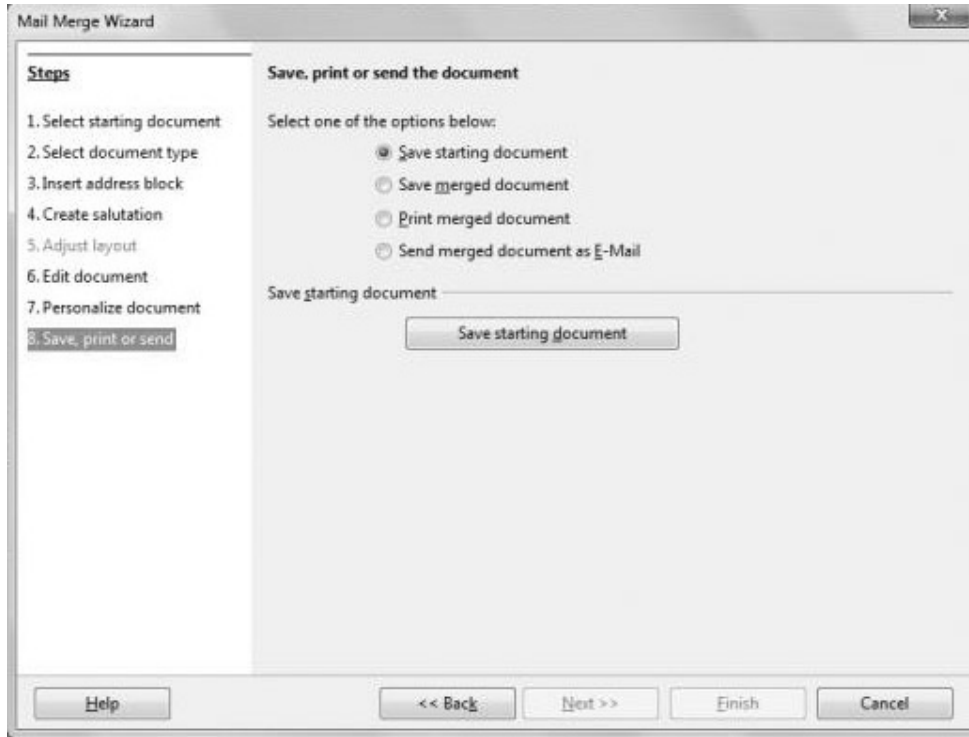 Mail Merge Wizard
Steps
1. Select starting document
2. Select document type
3. Insert address block
4. Create salutation
5. Adjust layout
6. Edit document
7. Personalize document
8. Save, print or send
Save, print or send the document
Select one of the options below:
Save starting document
Save merged document
Print merged document
Send merged document as E-Mail
Save starting document
Save starting document
Help
<< Back
Next >>
Finish
Cancel